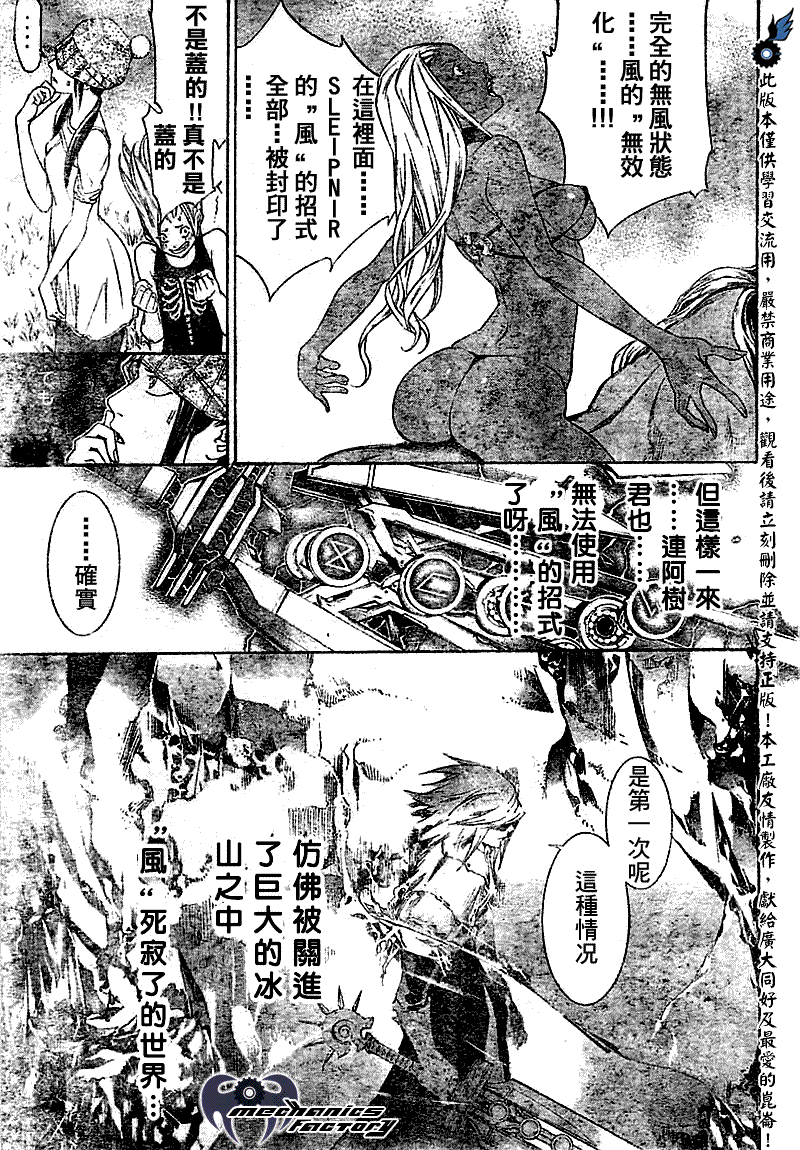 完全的無風狀態
……風的”無效
化“……!!!
在這裡面……
SLEIPNIR
的”風“的招式
全部…被封印了
不是蓋的!!真不是
蓋的
……
但這樣一來
……連阿樹
君也……
無法使用
”風“的招式
了呀…………
……確實
是第一次呢
這種情況
仿佛被關進
了巨大的冰
山之中
”風“死寂了的世界…
此版本僅供學習交流用，嚴禁商業用途，觀看後請立刻刪除並請支持正版！本工廠友情製作，獻給廣大同好及最愛的崑崙！
Mechanics
Factory